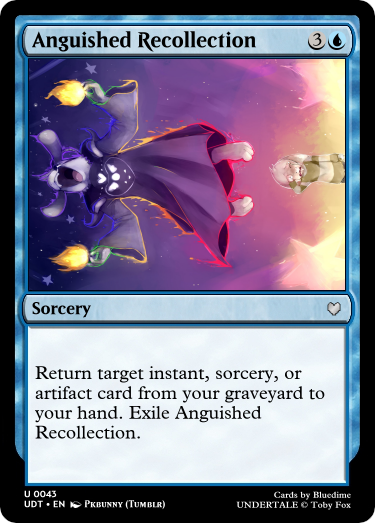 Anguished Recollection 3
Sorcery
Return target instant, sorcery, or
artifact card from your graveyard to
your hand. Exile Anguished
Recollection.
U 0043
UDT • EN Pkbunny (Tumblr)
Cards by Bluedime
UNDERTALE © Toby Fox